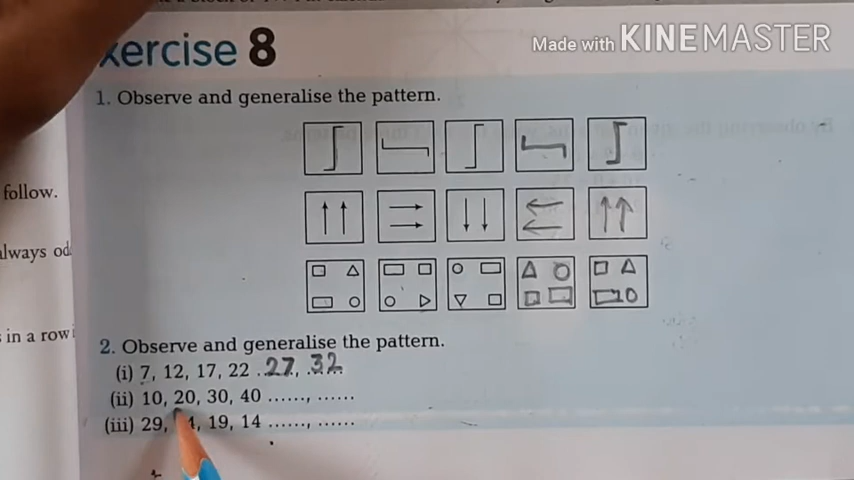 Made with KINEMASTER
xercise 8
1. Observe and generalise the pattern.
follow.
always od
s in a row
2. Observe and generalise the pattern.
(i) 7, 12, 17, 22 ..27.., ..32..
(ii) 10, 20, 30, 40 ......, ......
(iii) 29, 4, 19, 14 ......, ......